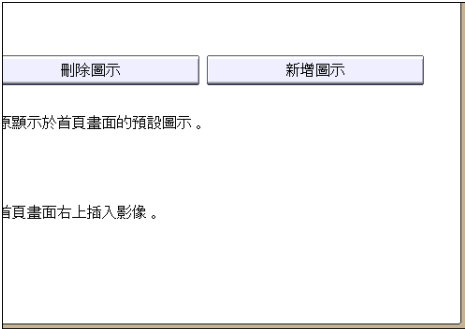 刪除圖示 新增圖示
原顯示於首頁畫面的預設圖示。
首頁畫面右上插入影像。